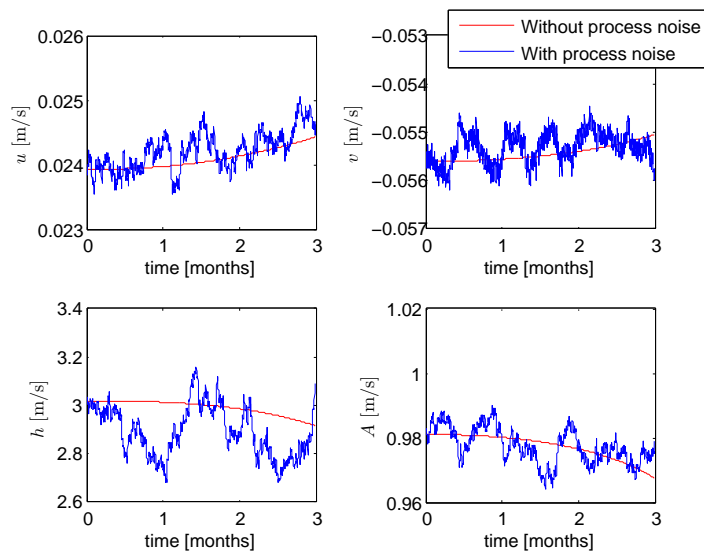 Without process noise
With process noise
0.026
0.025
0.024
0.023
u [m/s]
0 1 2 3
time [months]
−0.053
−0.055
−0.056
−0.057
v [m/s]
0 1 2 3
time [months]
3.4
3.2
3
2.8
2.6
h [m/s]
0 1 2 3
time [months]
1.02
1
0.98
0.96
A [m/s]
0 1 2 3
time [months]